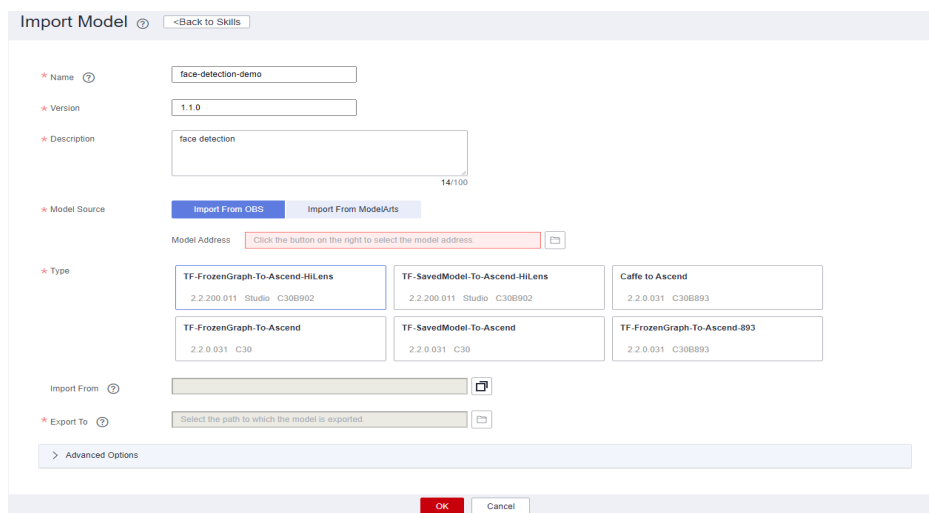 Import Model ? <Back to Skills
* Name ? face-detection-demo
* Version 1.1.0
* Description face detection
14/100
* Model Source Import From OBS Import From ModelArts
Model Address Click the button on the right to select the model address.
* Type
TF-FrozenGraph-To-Ascend-HiLens TF-SavedModel-To-Ascend-HiLens Caffe to Ascend
2.2.200.011 Studio C30B902 2.2.200.011 Studio C30B902 2.2.0.031 C30B893
TF-FrozenGraph-To-Ascend TF-SavedModel-To-Ascend TF-FrozenGraph-To-Ascend-893
2.2.0.031 C30 2.2.0.031 C30 2.2.0.031 C30B893
Import From ?
* Export To ? Select the path to which the model is exported.
> Advanced Options
OK Cancel